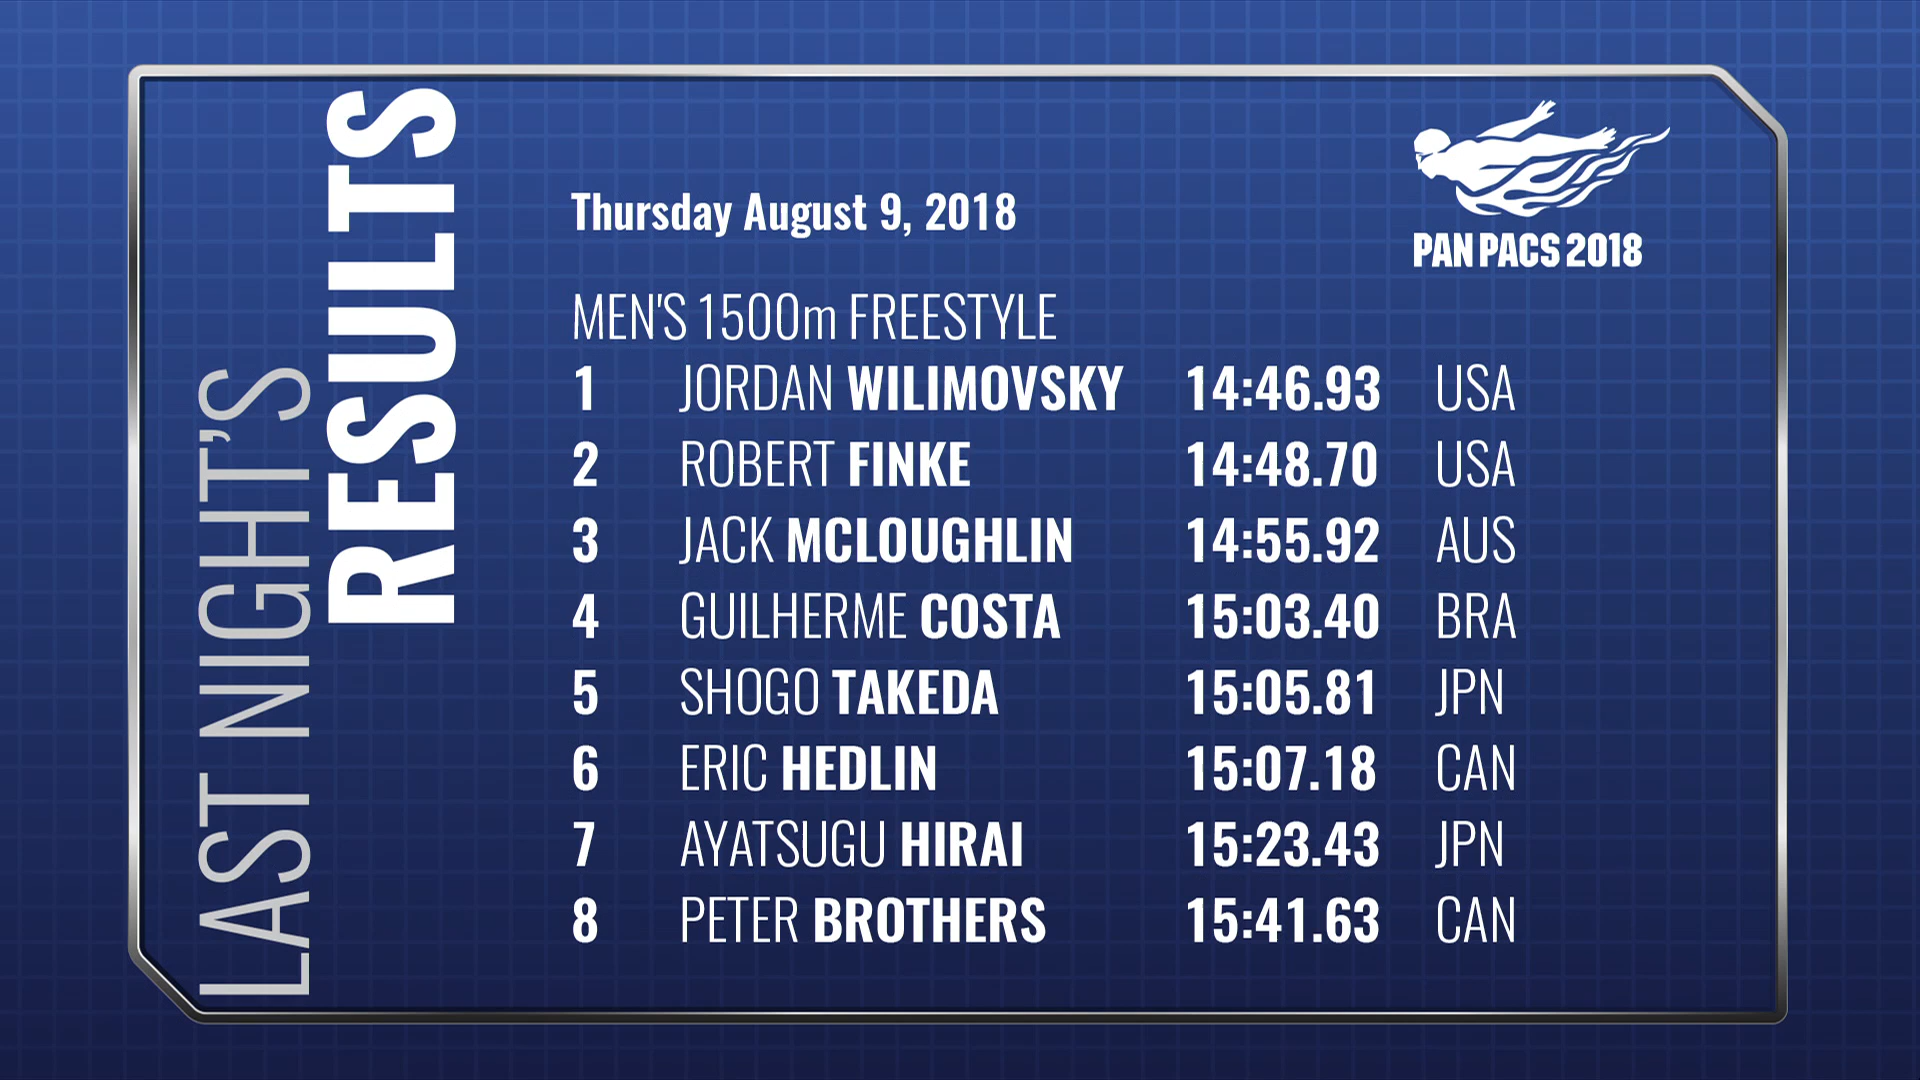 LAST NIGHT'S
RESULTS
Thursday August 9, 2018
PAN PACS 2018
MEN'S 1500m FREESTYLE
1 JORDAN WILIMOVSKY 14:46.93 USA
2 ROBERT FINKE 14:48.70 USA
3 JACK MCLOUGHLIN 14:55.92 AUS
4 GUILHERME COSTA 15:03.40 BRA
5 SHOGO TAKEDA 15:05.81 JPN
6 ERIC HEDLIN 15:07.18 CAN
7 AYATSUGU HIRAI 15:23.43 JPN
8 PETER BROTHERS 15:41.63 CAN